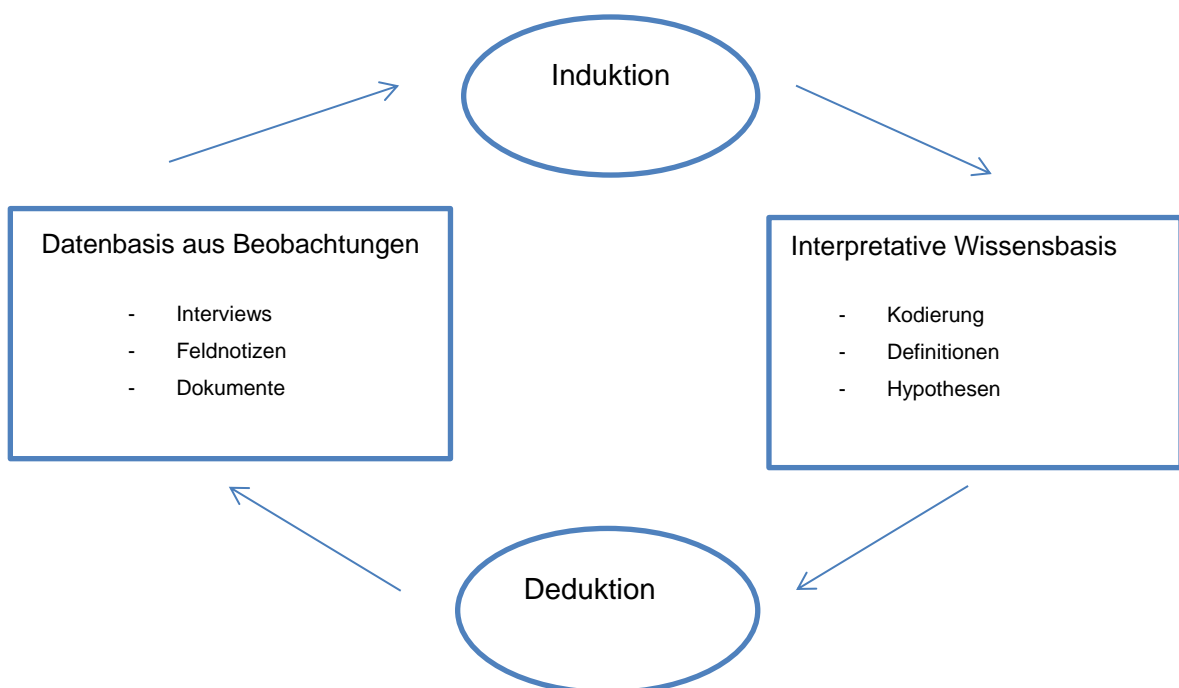 Induktion
Datenbasis aus Beobachtungen
- Interviews
- Feldnotizen
- Dokumente
Interpretative Wissensbasis
- Kodierung
- Definitionen
- Hypothesen
Deduktion